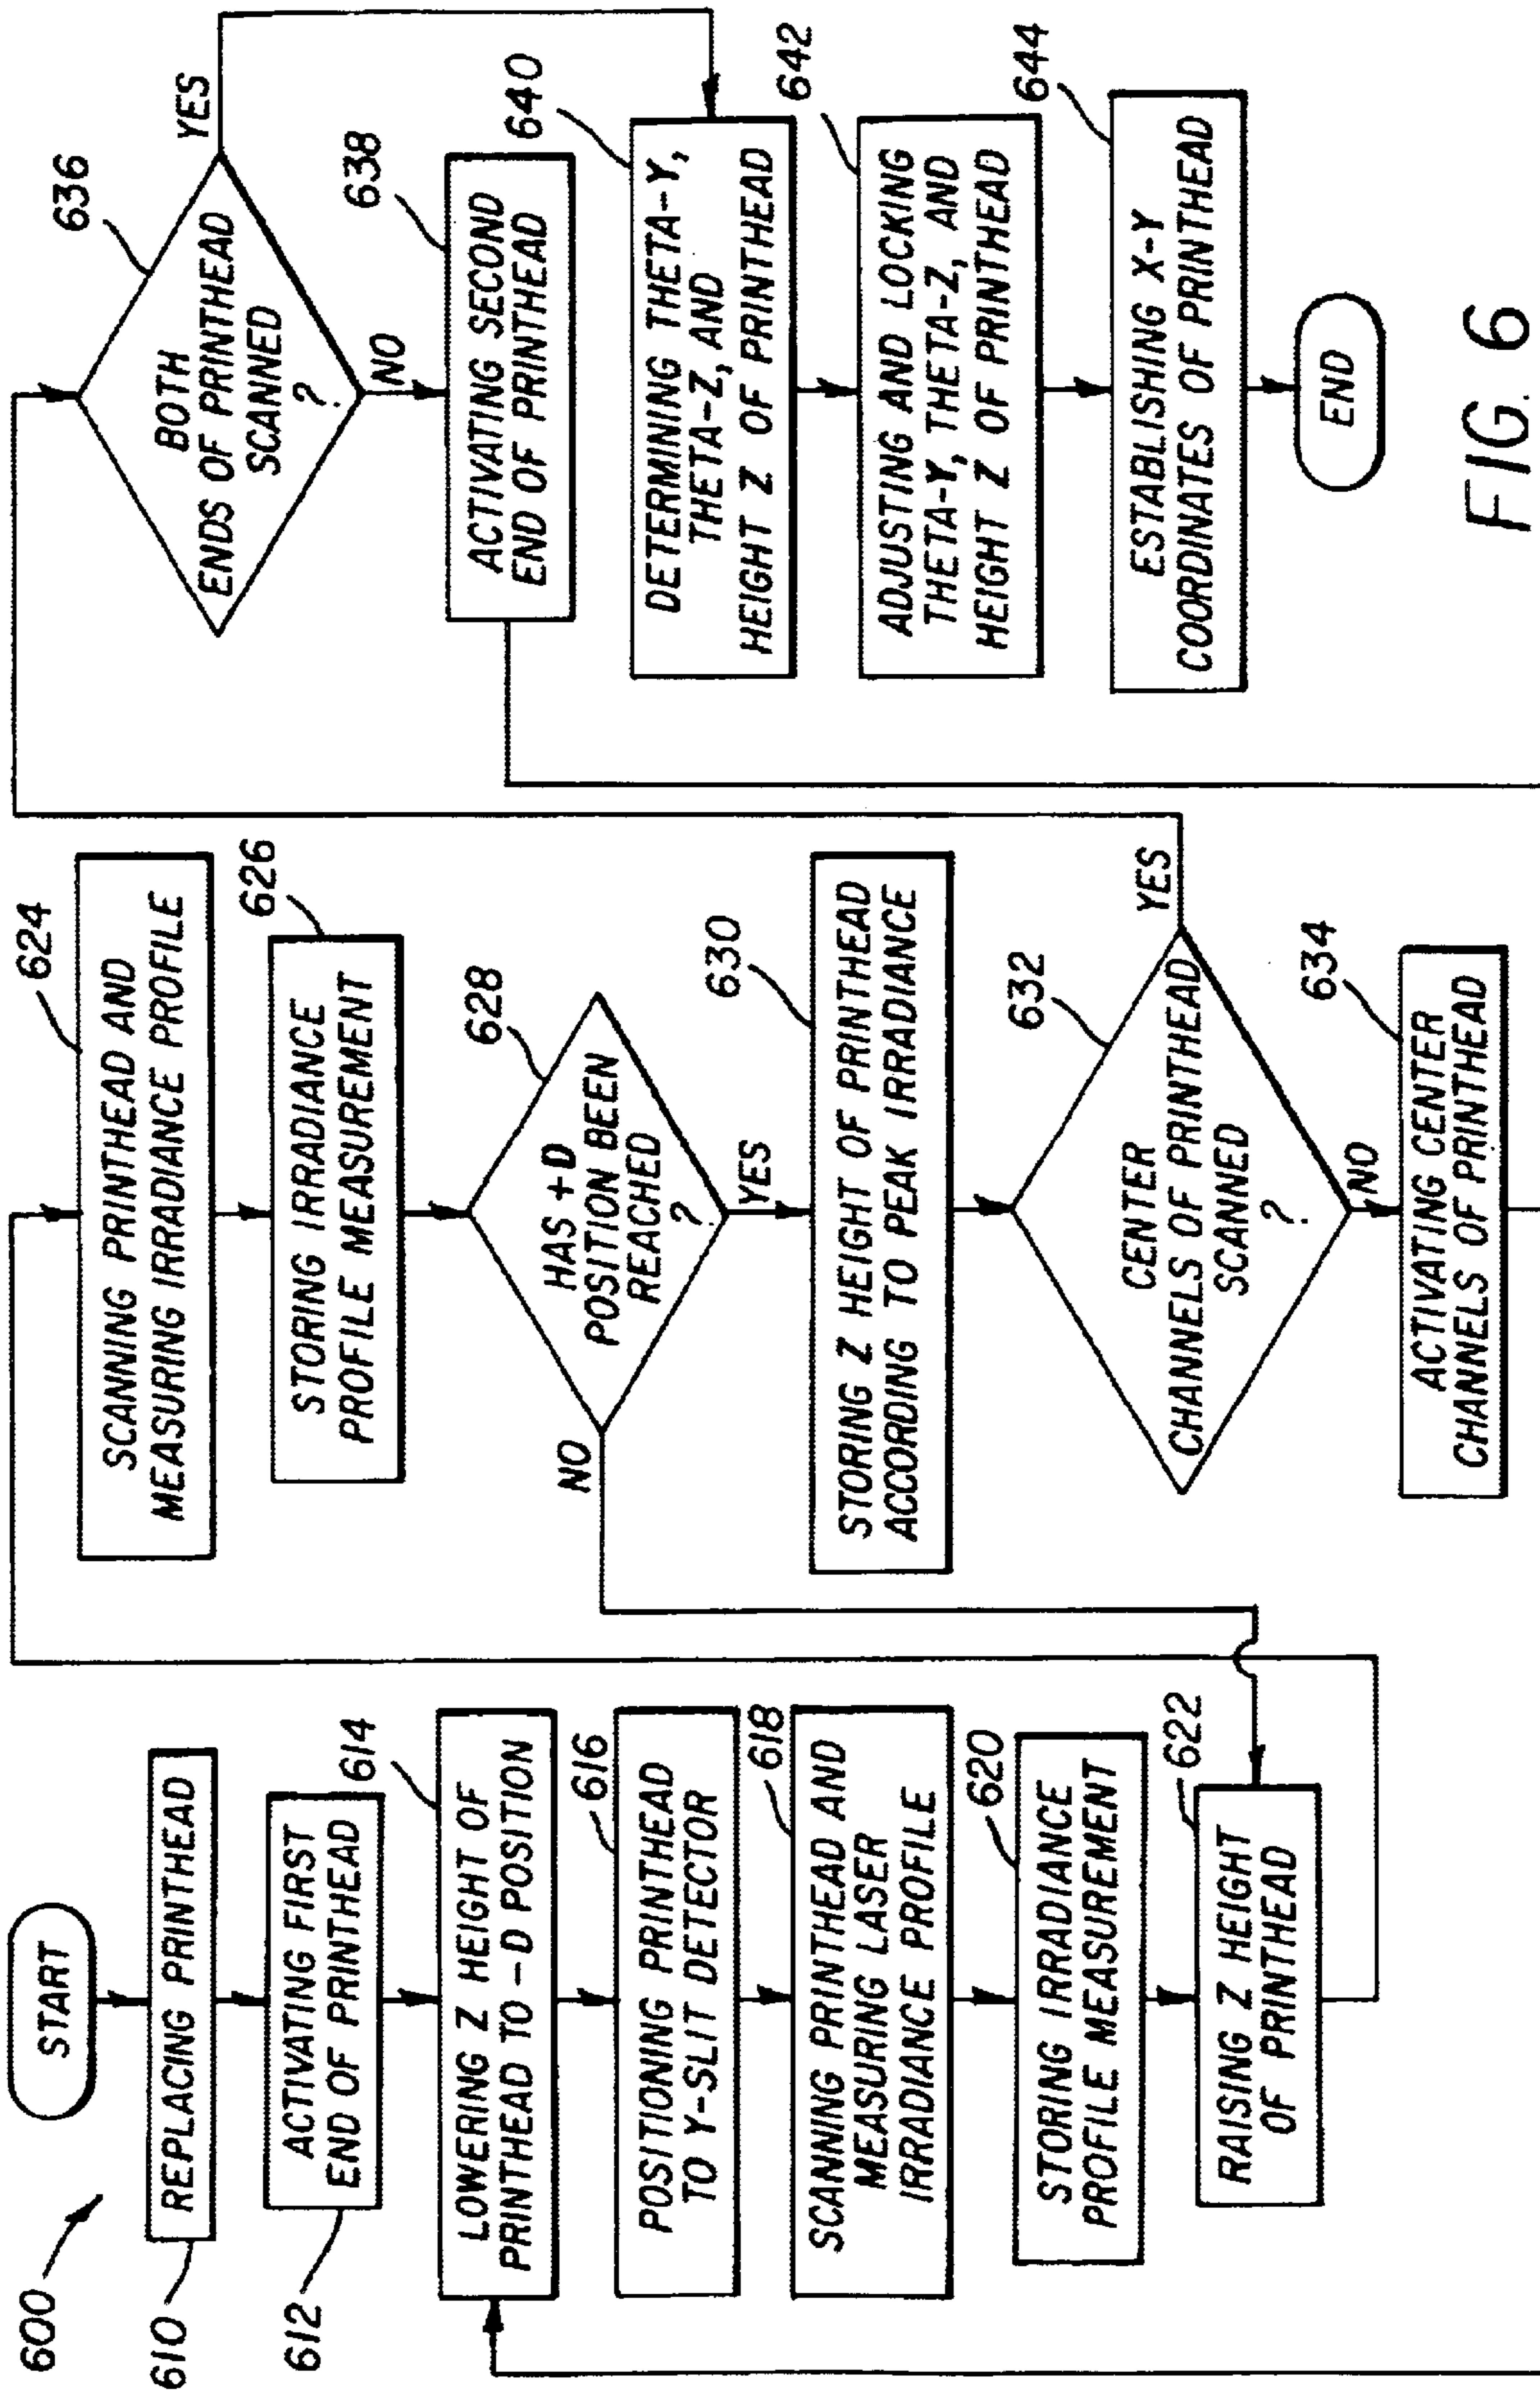 600
START
610
REPLACING PRINTHEAD
612
ACTIVATING FIRST
END OF PRINTHEAD
614
LOWERING Z HEIGHT OF
PRINTHEAD TO -D POSITION
616
POSITIONING PRINTHEAD
TO Y-SLIT DETECTOR
618
SCANNING PRINTHEAD AND
MEASURING LASER
IRRADIANCE PROFILE
620
STORING IRRADIANCE
PROFILE MEASUREMENT
622
RAISING Z HEIGHT
OF PRINTHEAD
624
SCANNING PRINTHEAD AND
MEASURING IRRADIANCE PROFILE
626
STORING IRRADIANCE
PROFILE MEASUREMENT
628
HAS +D
POSITION BEEN
REACHED
?
NO
YES
630
STORING Z HEIGHT OF PRINTHEAD
ACCORDING TO PEAK IRRADIANCE
632
CENTER
CHANNELS OF PRINTHEAD
SCANNED
?
YES
NO
634
ACTIVATING CENTER
CHANNELS OF PRINTHEAD
636
BOTH
ENDS OF PRINTHEAD
SCANNED
?
YES
NO
638
ACTIVATING SECOND
END OF PRINTHEAD
640
DETERMINING THETA-Y,
THETA-Z, AND
HEIGHT Z OF PRINTHEAD
642
ADJUSTING AND LOCKING
THETA-Y, THETA-Z, AND
HEIGHT Z OF PRINTHEAD
644
ESTABLISHING X-Y
COORDINATES OF PRINTHEAD
END
FIG. 6